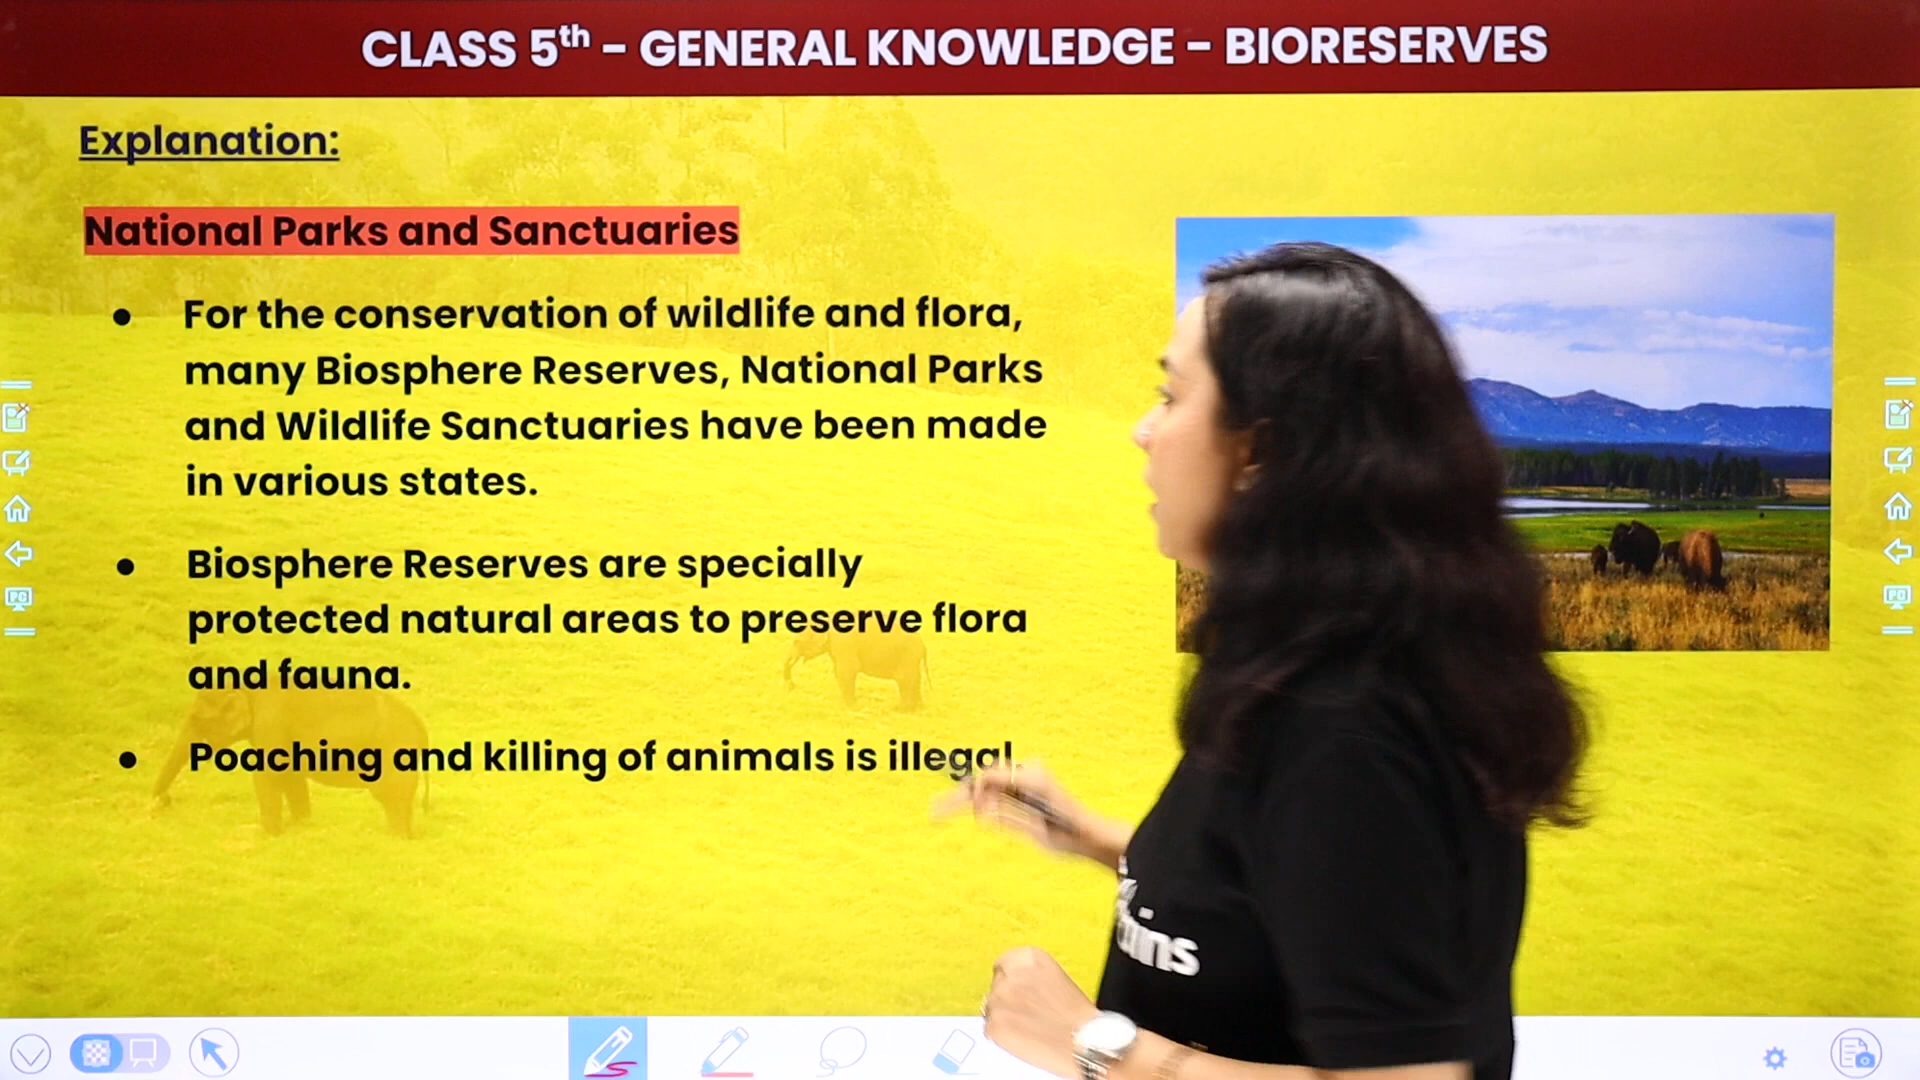 CLASS 5th – GENERAL KNOWLEDGE – BIORESERVES
Explanation:
National Parks and Sanctuaries
● For the conservation of wildlife and flora,
many Biosphere Reserves, National Parks
and Wildlife Sanctuaries have been made
in various states.
● Biosphere Reserves are specially
protected natural areas to preserve flora
and fauna.
● Poaching and killing of animals is illegal.
PC
PC